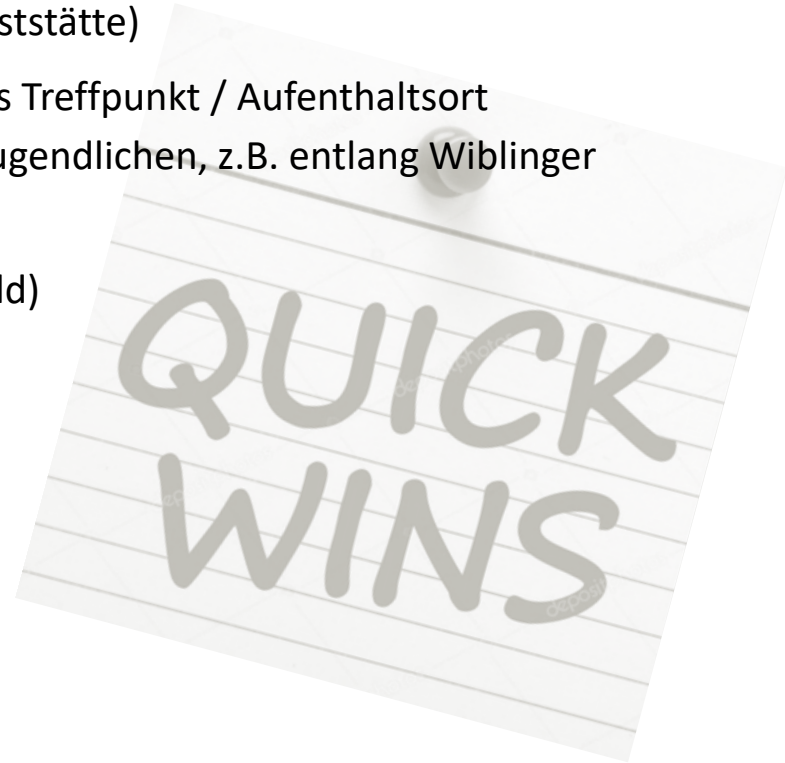 ststätte)
s Treffpunkt / Aufenthaltsort
ugendlichen, z.B. entlang Wiblinger
ld)
QUICK
WINS